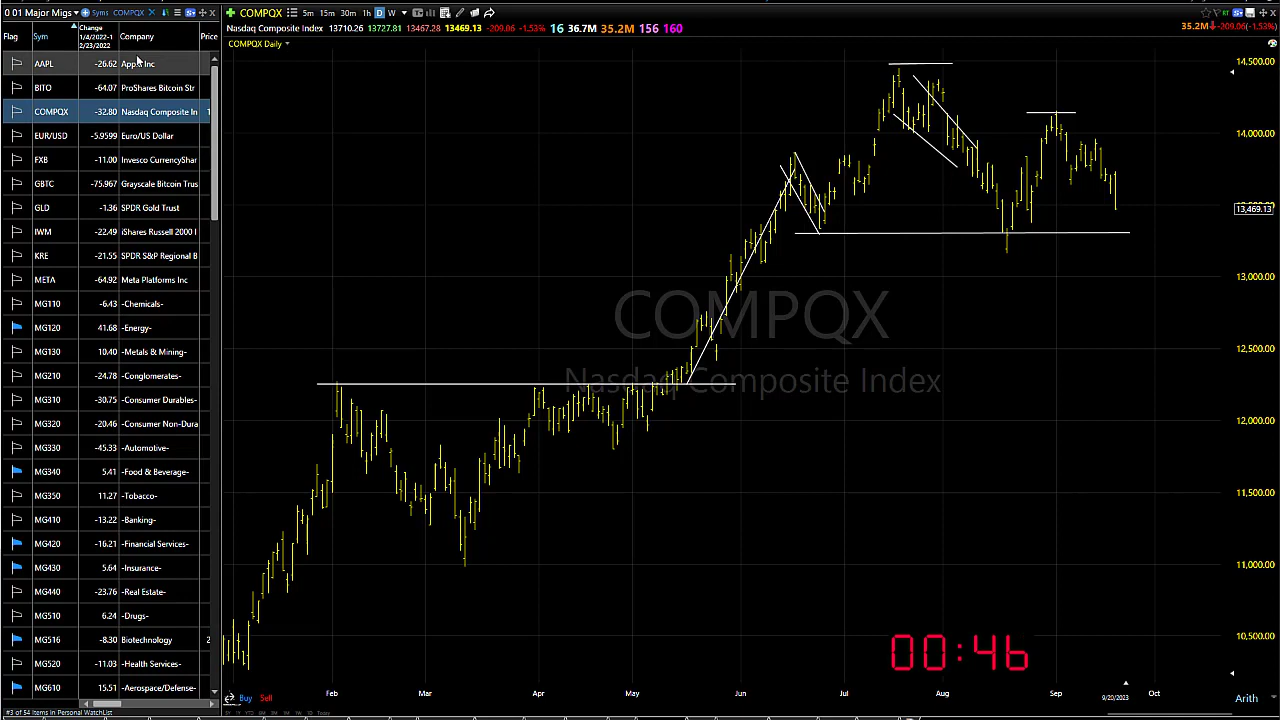 0 01 Major Migs Syms COMPQX
Flag Sym Change 1/4/2022-1 2/23/2022 Company Price
AAPL -26.62 Apple Inc
BITO -64.07 ProShares Bitcoin Str
COMPQX -32.80 Nasdaq Composite In 1
EUR/USD -5.9599 Euro/US Dollar
FXB -11.00 Invesco CurrencyShar
GBTC -75.967 Grayscale Bitcoin Trus
GLD -1.36 SPDR Gold Trust
IWM -22.49 iShares Russell 2000 I
KRE -21.55 SPDR S&P Regional B
META -64.92 Meta Platforms Inc
MG110 -6.43 -Chemicals-
MG120 41.68 -Energy-
MG130 10.40 -Metals & Mining-
MG210 -24.78 -Conglomerates-
MG310 -30.75 -Consumer Durables-
MG320 -20.46 -Consumer Non-Dura
MG330 -45.33 -Automotive-
MG340 5.41 -Food & Beverage-
MG350 11.27 -Tobacco-
MG410 -13.22 -Banking-
MG420 -16.21 -Financial Services-
MG430 5.64 -Insurance-
MG440 -23.76 -Real Estate-
MG510 6.24 -Drugs-
MG516 -8.30 Biotechnology 2
MG520 -11.03 -Health Services-
MG610 15.51 -Aerospace/Defense-
#3 of 54 items in Personal WatchList
COMPQX 5m 15m 30m 1h D W
Nasdaq Composite Index 13710.26 13727.81 13467.28 13469.13 -209.06 -1.53% 16 36.7M 35.2M 156 160
35.2M -209.06(-1.53%)
COMPQX Daily
14,500.00
14,000.00
13,469.13
13,000.00
12,500.00
12,000.00
11,500.00
11,000.00
10,500.00
COMPQX
Nasdaq Composite Index
00:46
Feb Mar Apr May Jun Jul Aug Sep Oct
9/20/2023
Buy Sell
Arith